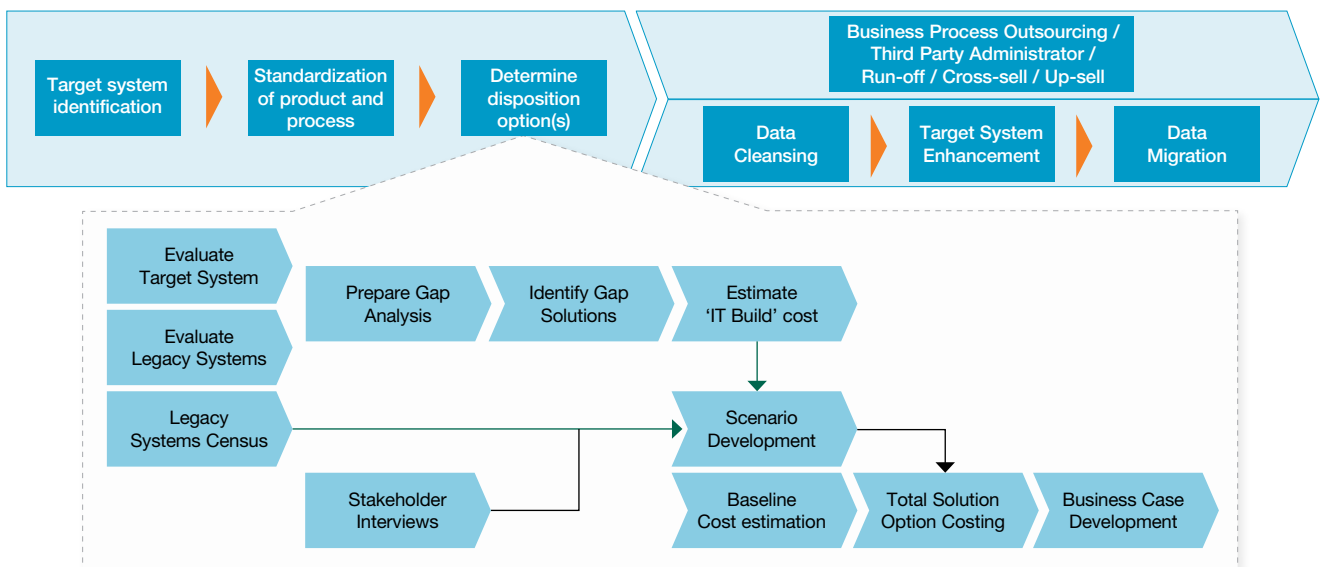 Target system
identification
Standardization
of product and
process
Determine
disposition
option(s)
Business Process Outsourcing /
Third Party Administrator /
Run-off / Cross-sell / Up-sell
Data
Cleansing
Target System
Enhancement
Data
Migration
Evaluate
Target System
Evaluate
Legacy Systems
Legacy
Systems Census
Prepare Gap
Analysis
Identify Gap
Solutions
Estimate
‘IT Build’ cost
Scenario
Development
Stakeholder
Interviews
Baseline
Cost estimation
Total Solution
Option Costing
Business Case
Development